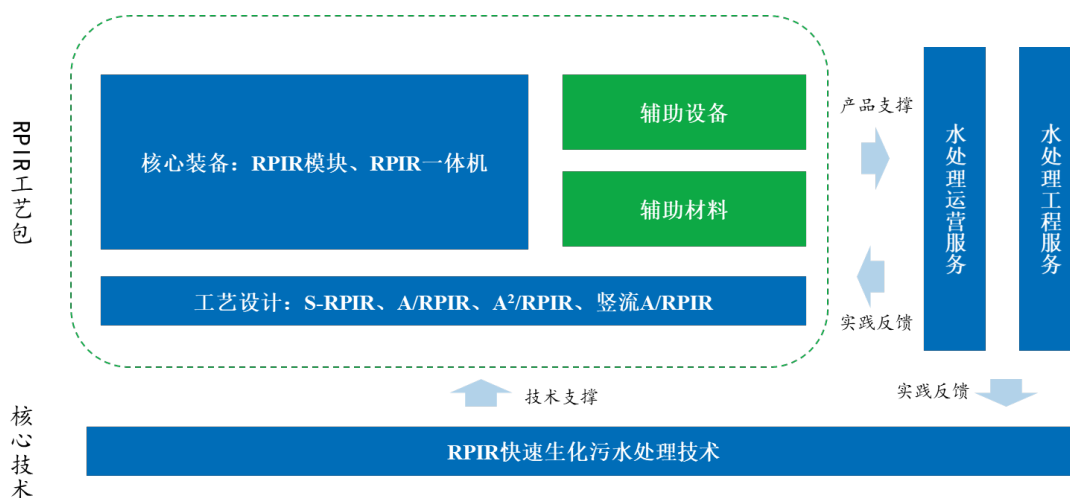 RPIR工艺包
核心装备：RPIR模块、RPIR一体机
辅助设备
辅助材料
工艺设计：S-RPIR、A/RPIR、A²/RPIR、竖流A/RPIR
产品支撑
实践反馈
水处理运营服务
水处理工程服务
技术支撑
实践反馈
核心技术
RPIR快速生化污水处理技术